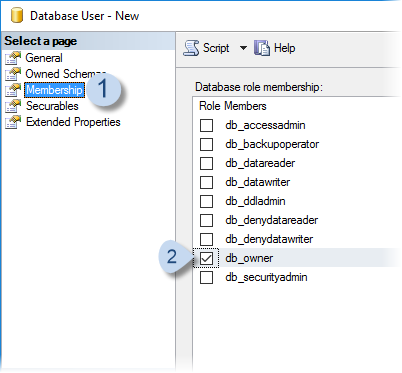 Database User - New
Select a page
General
Owned Schemas
Membership
Securables
Extended Properties
1
Script
Help
Database role membership:
Role Members
db_accessadmin
db_backupoperator
db_datareader
db_datawriter
db_ddladmin
db_denydatareader
db_denydatawriter
2
db_owner
db_securityadmin